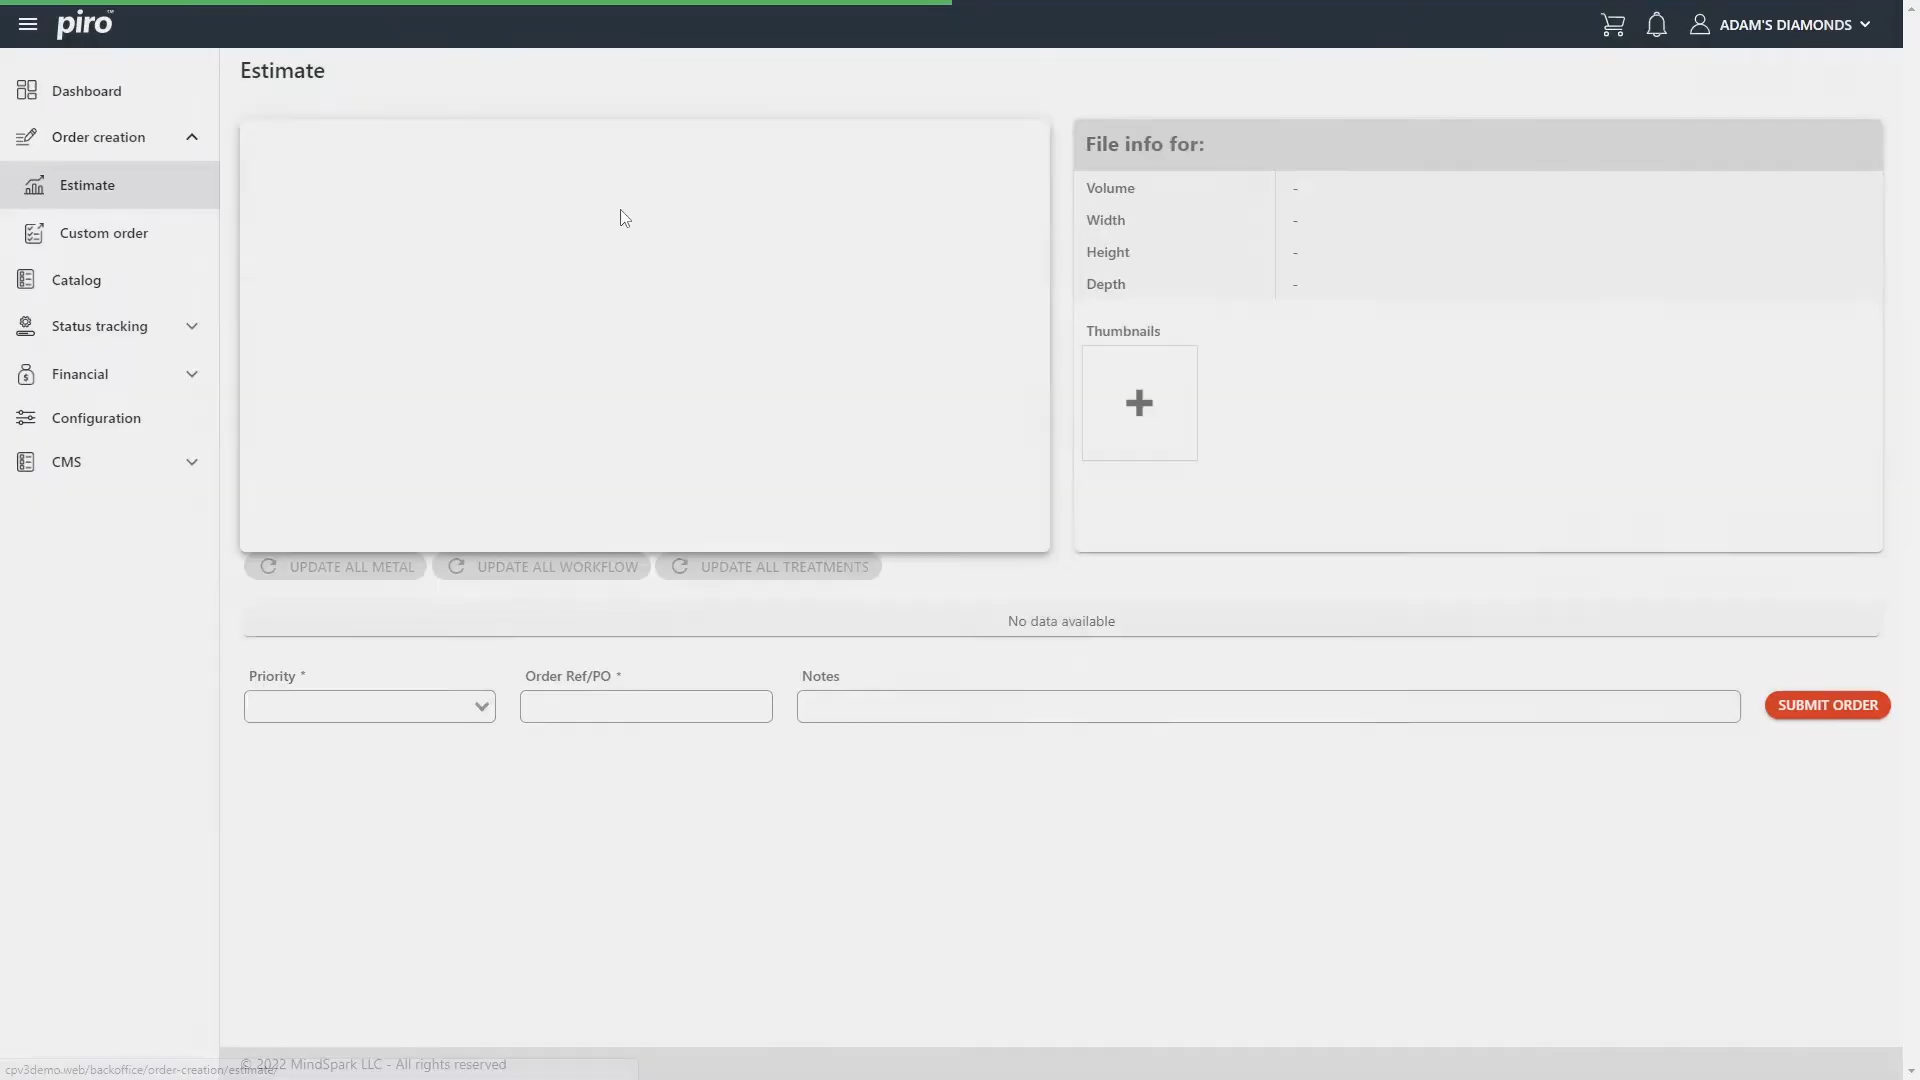 piro™
ADAM'S DIAMONDS
Dashboard
Order creation
Estimate
Custom order
Catalog
Status tracking
Financial
Configuration
CMS
Estimate
File info for:
Volume -
Width -
Height -
Depth -
Thumbnails
UPDATE ALL METAL
UPDATE ALL WORKFLOW
UPDATE ALL TREATMENTS
No data available
Priority *
Order Ref/PO *
Notes
SUBMIT ORDER
© 2022 MindSpark LLC - All rights reserved
cpv3demo.web/backoffice/order-creation/estimate/